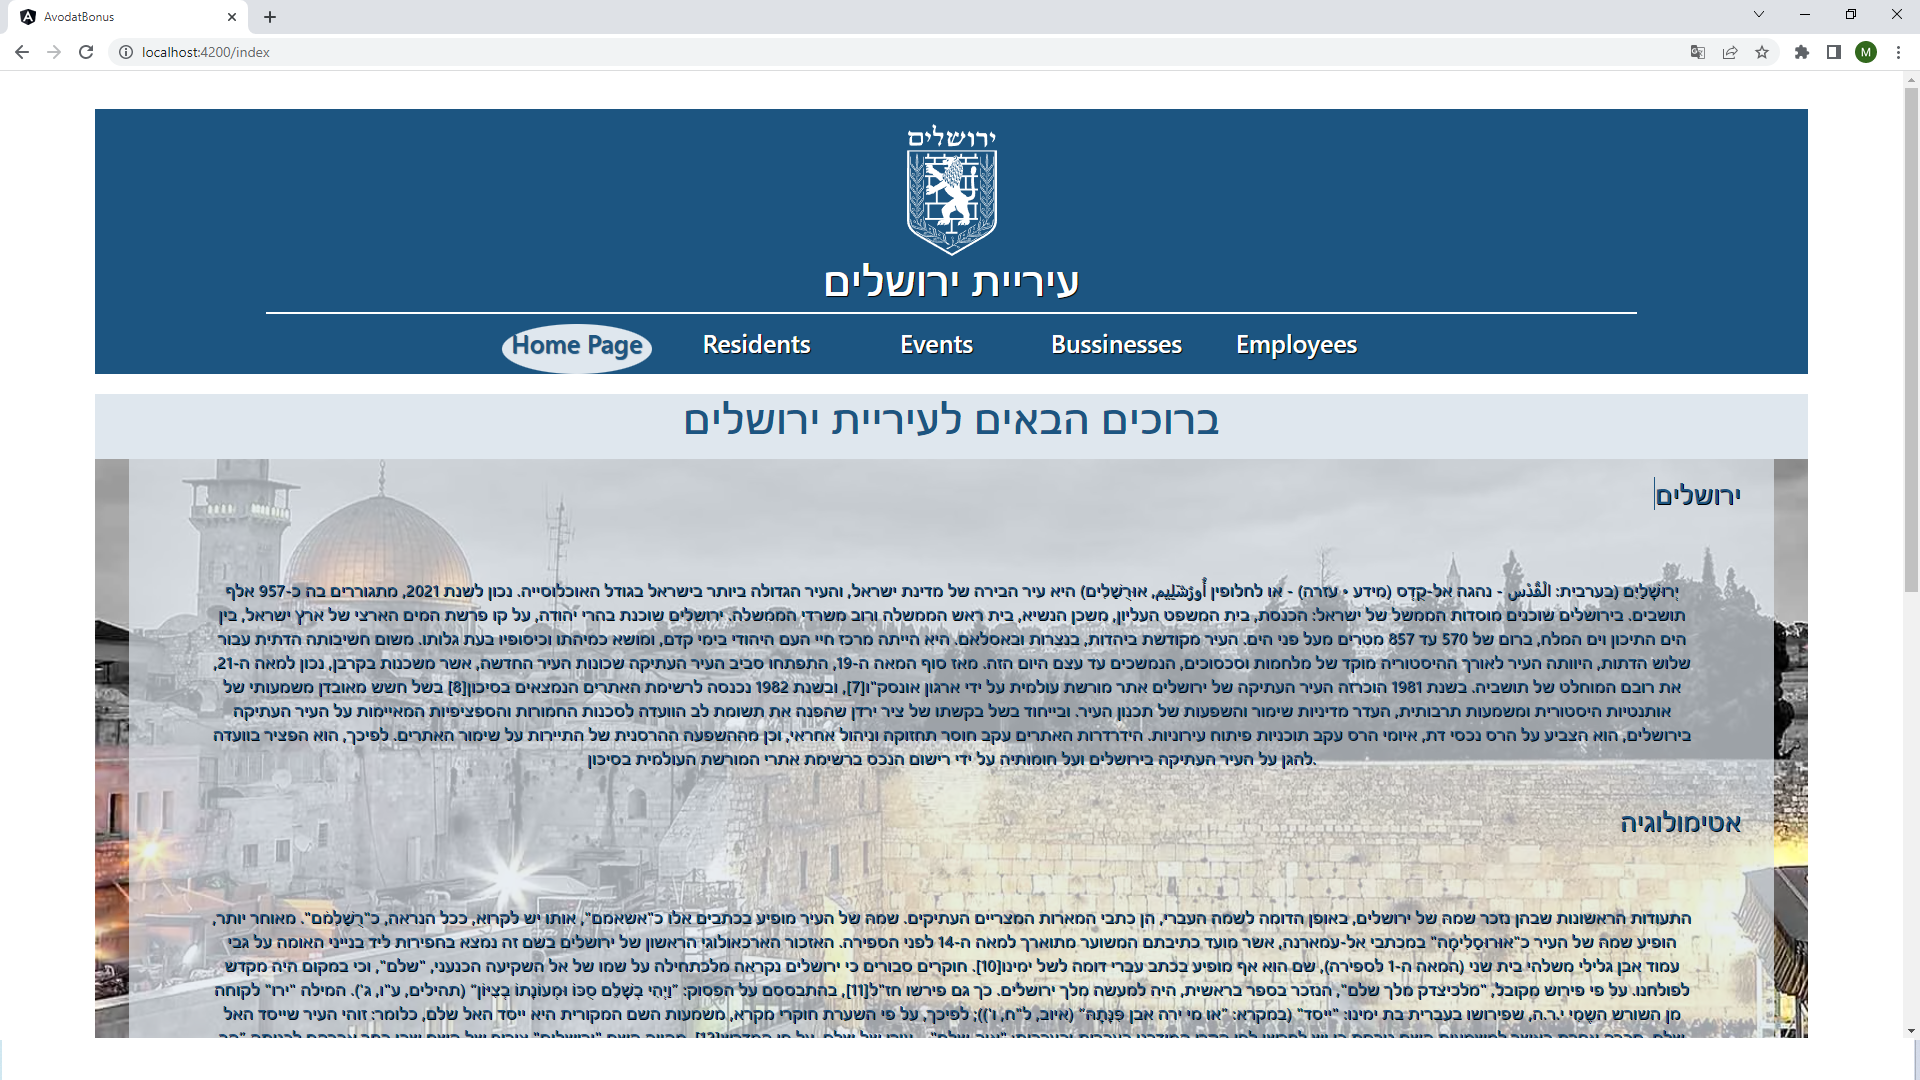 AvodatBonus
localhost:4200/index
M
ירושלים
עיריית ירושלים
Home Page Residents Events Bussinesses Employees
ברוכים הבאים לעיריית ירושלים
ירושלים
יְרוּשָׁלַיִם (בערבית: اَلْقُدْس - נהגה אל-קֻדְס (מידע • עזרה) - או לחלופין أُورُشَلِيم, אוּרֻשַׁלִים) היא עיר הבירה של מדינת ישראל, והעיר הגדולה ביותר בישראל בגודל האוכלוסייה. נכון לשנת 2021, מתגוררים בה כ-957 אלף
תושבים. בירושלים שוכנים מוסדות הממשל של ישראל: הכנסת, בית המשפט העליון, משכן הנשיא, בית ראש הממשלה ורוב משרדי הממשלה. ירושלים שוכנת בהרי יהודה, על קו פרשת המים הארצי של ארץ ישראל, בין
הים התיכון וים המלח, ברום של 570 עד 857 מטרים מעל פני הים. העיר מקודשת ביהדות, בנצרות ובאסלאם. היא הייתה מרכז חיי העם היהודי בימי קדם, ומושא כמיהתו וכיסופיו בעת גלותו. משום חשיבותה הדתית עבור
שלוש הדתות, היוותה העיר לאורך ההיסטוריה מוקד של מלחמות וסכסוכים, הנמשכים עד עצם היום הזה. מאז סוף המאה ה-19, התפתחו סביב העיר העתיקה שכונות העיר החדשה, אשר משכנות בקרבן, נכון למאה ה-21,
את רובם המוחלט של תושביה. בשנת 1981 הוכרזה העיר העתיקה של ירושלים אתר מורשת עולמית על ידי ארגון אונסק"ו[7], ובשנת 1982 נכנסה לרשימת האתרים הנמצאים בסיכון[8] בשל חשש מאובדן משמעותי של
אותנטיות היסטורית ומשמעות תרבותית, העדר מדיניות שימור והשפעות של תכנון העיר. ובייחוד בשל בקשתו של ציר ירדן שהפנה את תשומת לב הוועדה לסכנות החמורות והספציפיות המאיימות על העיר העתיקה
בירושלים, הוא הצביע על הרס נכסי דת, איומי הרס עקב תוכניות פיתוח עירוניות. הידרדרות האתרים עקב חוסר תחזוקה וניהול אחראי, וכן מההשפעה ההרסנית של התיירות על שימור האתרים. לפיכך, הוא הפציר בוועדה
להגן על העיר העתיקה בירושלים ועל חומותיה על ידי רישום הנכס ברשימת אתרי המורשת העולמית בסיכון.
אטימולוגיה
התעודות הראשונות שבהן נזכר שמהּ של ירושלים, באופן הדומה לשמה העברי, הן כתבי המארות המצריים העתיקים. שמה של העיר מופיע בכתבים אלו כ"אשאמם", אותו יש לקרוא, ככל הנראה, כ"רֻשַׁלִמֻם". מאוחר יותר,
הופיע שמה של העיר כ"אוּרוּסַלִימַה" במכתבי אל-עמארנה, אשר מועד כתיבתם המשוער מתוארך למאה ה-14 לפני הספירה. האזכור הארכאולוגי הראשון של ירושלים בשם זה נמצא בחפירות ליד בנייני האומה על גבי
עמוד אבן גלילי משלהי בית שני (המאה ה-1 לספירה), שם הוא אף מופיע בכתב עברי דומה לשל ימינו[10]. חוקרים סבורים כי ירושלים נקראה מלכתחילה על שמו של אל השקיעה הכנעני, "שלם", וכי במקום היה מקדש
לפולחנו. על פי פירוש מקובל, "מלכיצדק מלך שלם", הנזכר בספר בראשית, היה למעשה מלך ירושלים. כך גם פירשו חז"ל[11], בהתבססם על הפסוק: "וַיְהִי בְשָׁלֵם סֻכּוֹ וּמְעוֹנָתוֹ בְצִיּוֹן" (תהילים, ע"ו, ג'). המילה "ירו" לקוחה
מן השורש השֵמִי י.ר.ה, שפירושו בעברית בת ימינו: "ייסד" (במקרא: "אוֹ מִי יָרָה אֶבֶן פִּנָּתָהּ" (איוב, ל"ח, ו')); לפיכך, על פי השערת חוקרי מקרא, משמעות השם המקורית היא ייסד האל שלם, כלומר: זוהי העיר שייסד האל